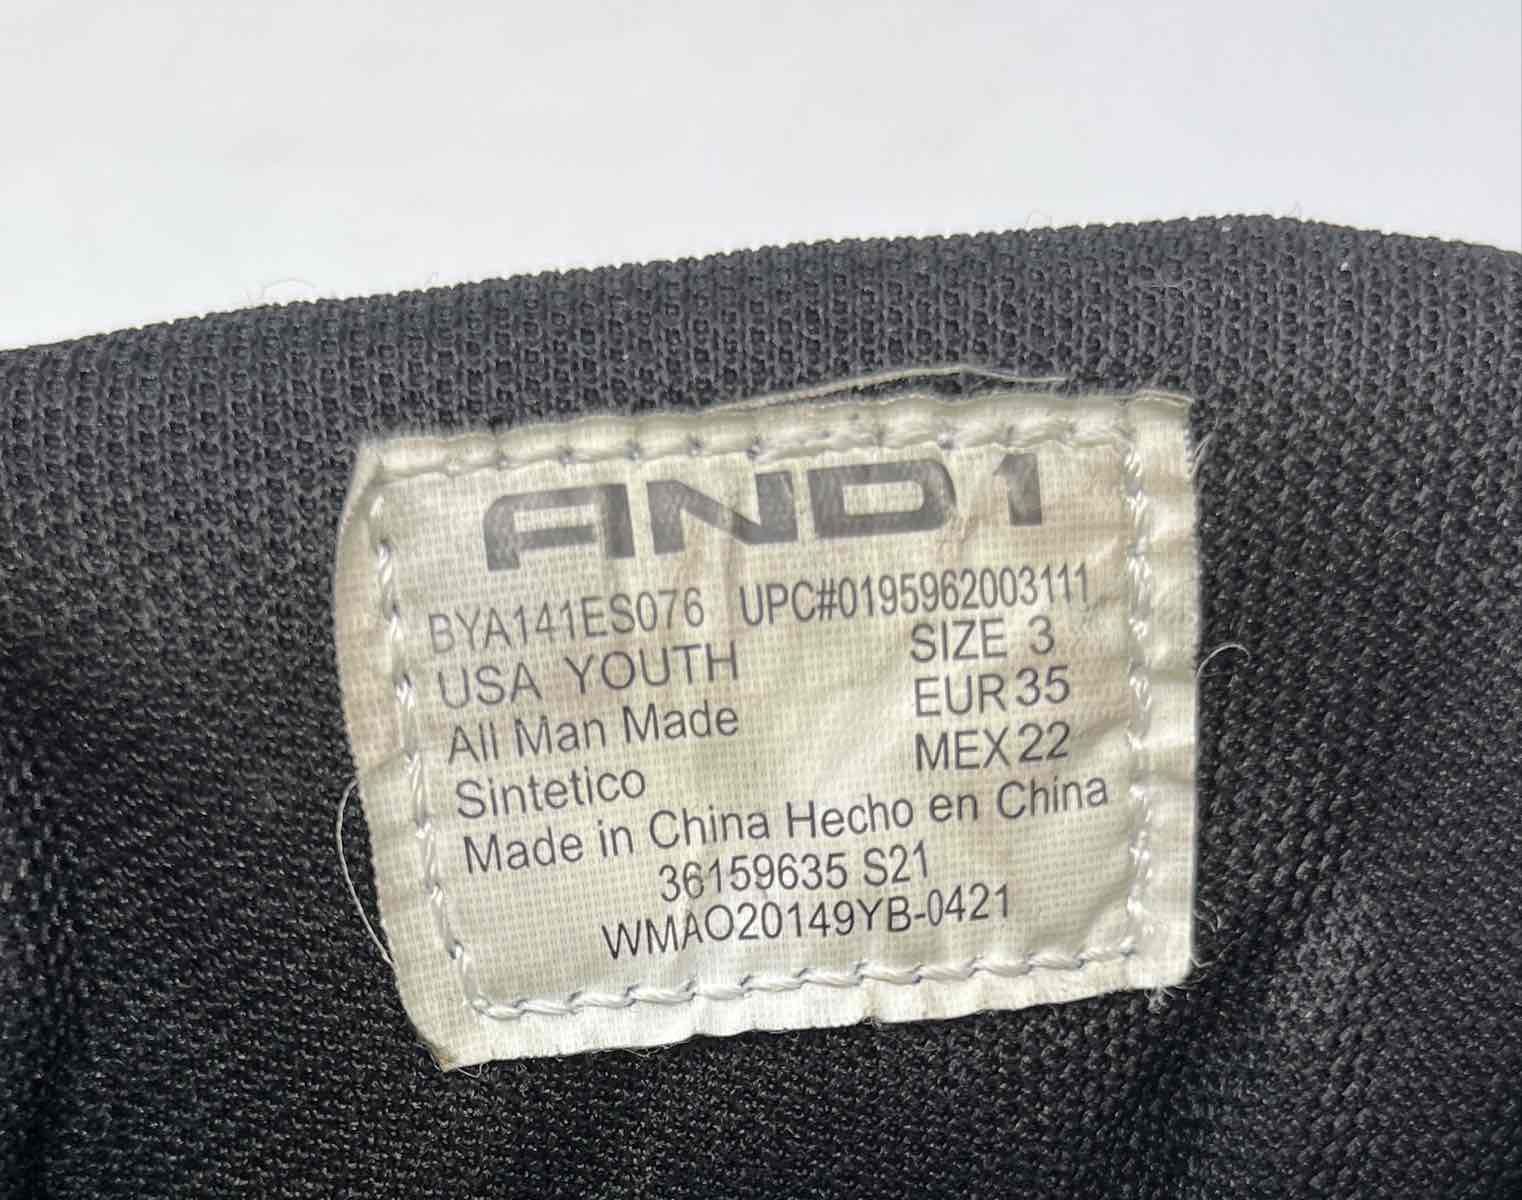 AND1
BYA141ES076 UPC#0195962003111
USA YOUTH SIZE 3
All Man Made EUR 35
Sintetico MEX 22
Made in China Hecho en China
36159635 S21
WMAO20149YB-0421